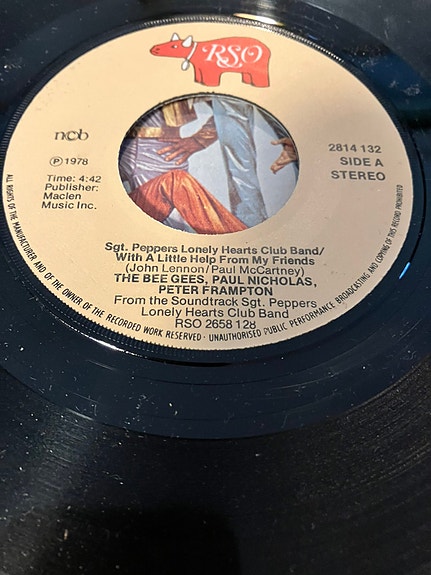 RSO
ncb
℗ 1978
Time: 4:42
Publisher:
Maclen
Music Inc.
2814 132
SIDE A
STEREO
Sgt. Peppers Lonely Hearts Club Band/
With A Little Help From My Friends
(John Lennon/Paul McCartney)
THE BEE GEES, PAUL NICHOLAS,
PETER FRAMPTON
From the Soundtrack Sgt. Peppers
Lonely Hearts Club Band
RSO 2658 128
ALL RIGHTS OF THE MANUFACTURER AND OF THE OWNER OF THE RECORDED WORK RESERVED · UNAUTHORISED PUBLIC PERFORMANCE BROADCASTING AND COPYING OF THIS RECORD PROHIBITED